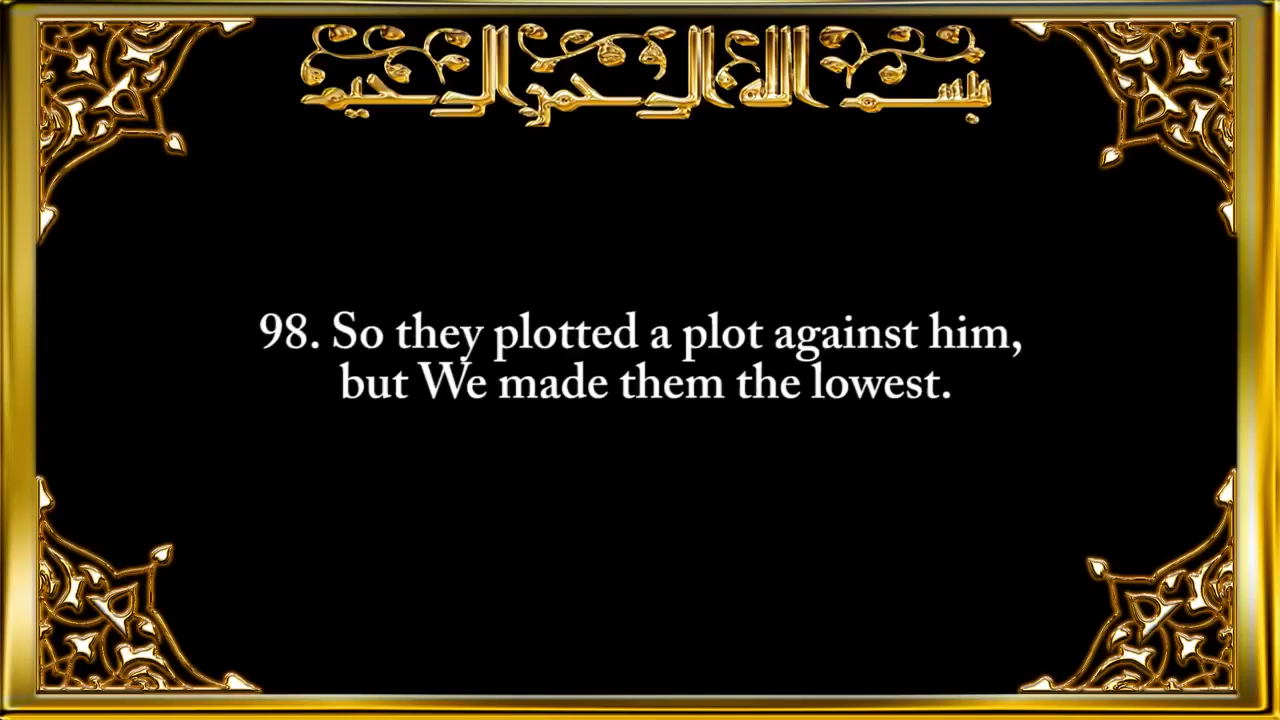 بسم الله الرحمن الرحيم
98. So they plotted a plot against him,
but We made them the lowest.